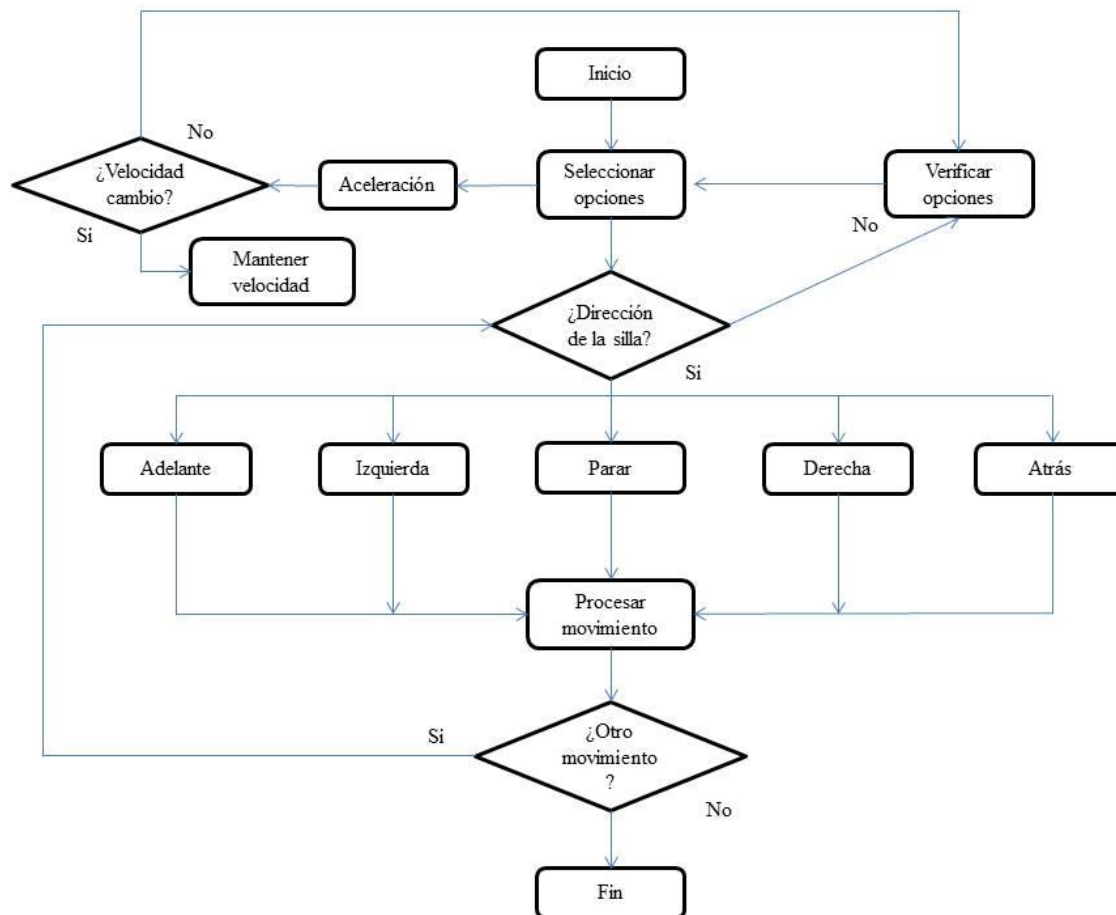 Inicio
No
¿Velocidad
cambio?
Aceleración
Seleccionar
opciones
Verificar
opciones
Si
No
Mantener
velocidad
¿Dirección
de la silla?
Si
Adelante
Izquierda
Parar
Derecha
Atrás
Procesar
movimiento
Si
¿Otro
movimiento
?
No
Fin